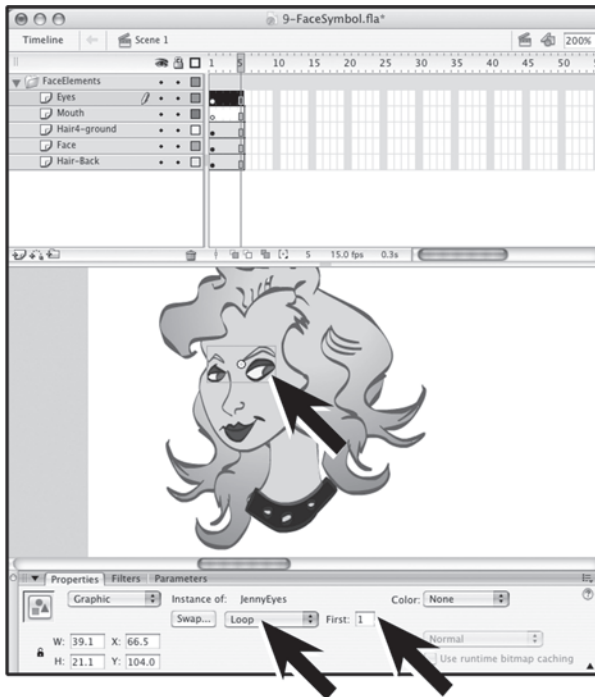 9-FaceSymbol.fla*
Timeline Scene 1 200%
1 5 10 15 20 25 30 35 40 45 50
FaceElements
Eyes
Mouth
Hair4-ground
Face
Hair-Back
5 15.0 fps 0.3s
Properties Filters Parameters
Graphic Instance of: JennyEyes Color: None
Swap... Loop First: 1
W: 39.1 X: 66.5 Normal
H: 21.1 Y: 104.0 Use runtime bitmap caching